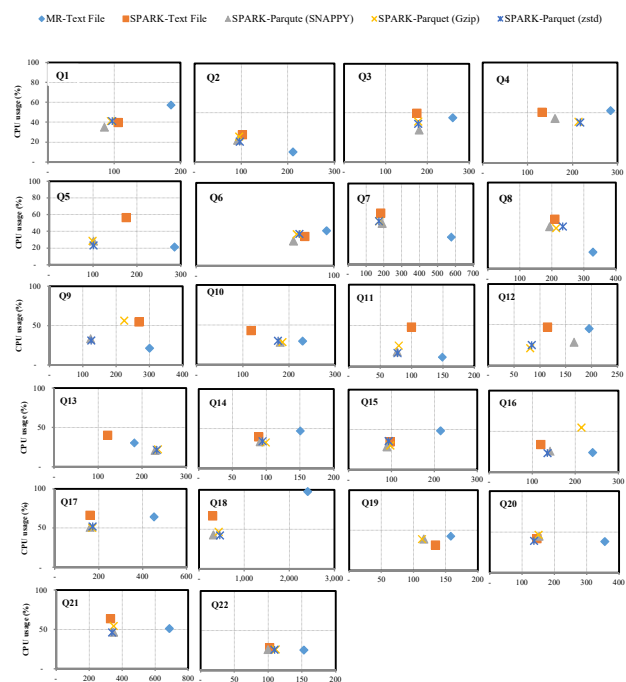 MR-Text File SPARK-Text File SPARK-Parqute (SNAPPY) SPARK-Parquet (Gzip) SPARK-Parquet (zstd)
CPU usage (%)
100
80
60
40
20
-
Q1
- 100 200
Q2
- 100 200 300
Q3
- 100 200 300
Q4
- 100 200 300
CPU usage (%)
100
80
60
40
20
-
Q5
- 100 200 300
Q6
- 100
Q7
- 100 200 300 400 500 600 700
Q8
- 100 200 300 400
CPU usage (%)
100
50
-
Q9
- 100 200 300 400
Q10
- 100 200 300
Q11
- 50 100 150 200
Q12
- 50 100 150 200 250
CPU usage (%)
100
50
-
Q13
- 100 200 300 400
Q14
- 50 100 150 200
Q15
- 100 200 300
Q16
- 100 200 300
CPU usage (%)
100
50
-
Q17
- 200 400 600
Q18
- 1,000 2,000 3,000
Q19
- 50 100 150 200
Q20
- 100 200 300 400
CPU usage (%)
100
50
-
Q21
- 200 400 600 800
Q22
- 50 100 150 200